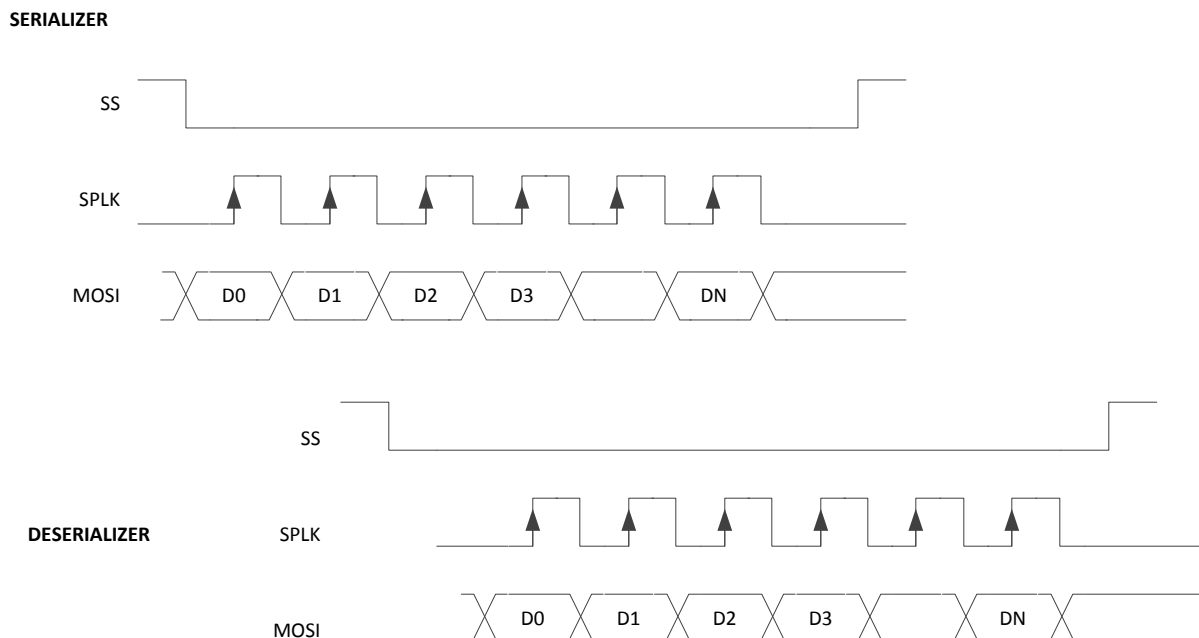 SERIALIZER
SS
SPLK
MOSI D0 D1 D2 D3 DN
SS
DESERIALIZER SPLK
MOSI D0 D1 D2 D3 DN